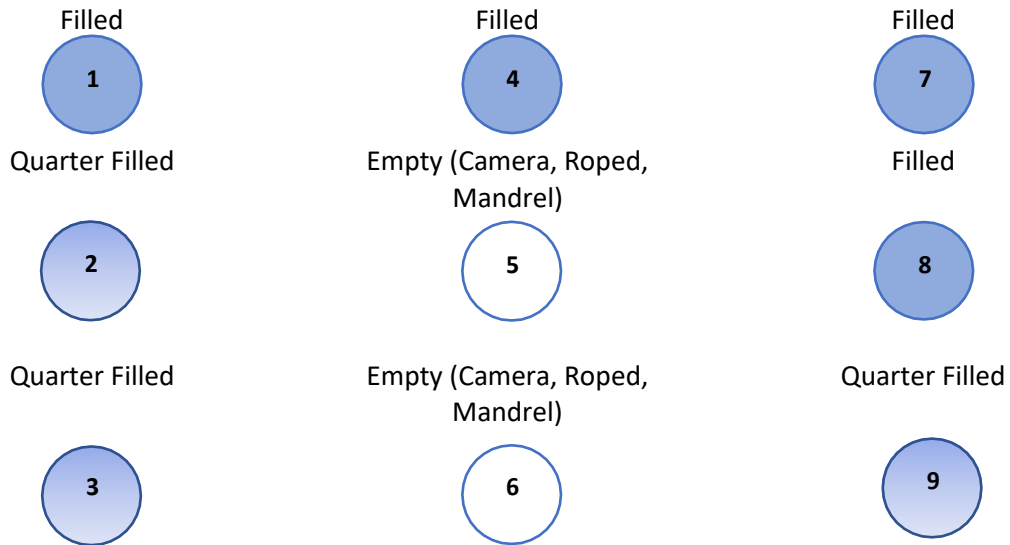 Filled
Filled
Filled
1
4
7
Quarter Filled
Empty (Camera, Roped,
Mandrel)
Filled
2
5
8
Quarter Filled
Empty (Camera, Roped,
Mandrel)
Quarter Filled
3
6
9